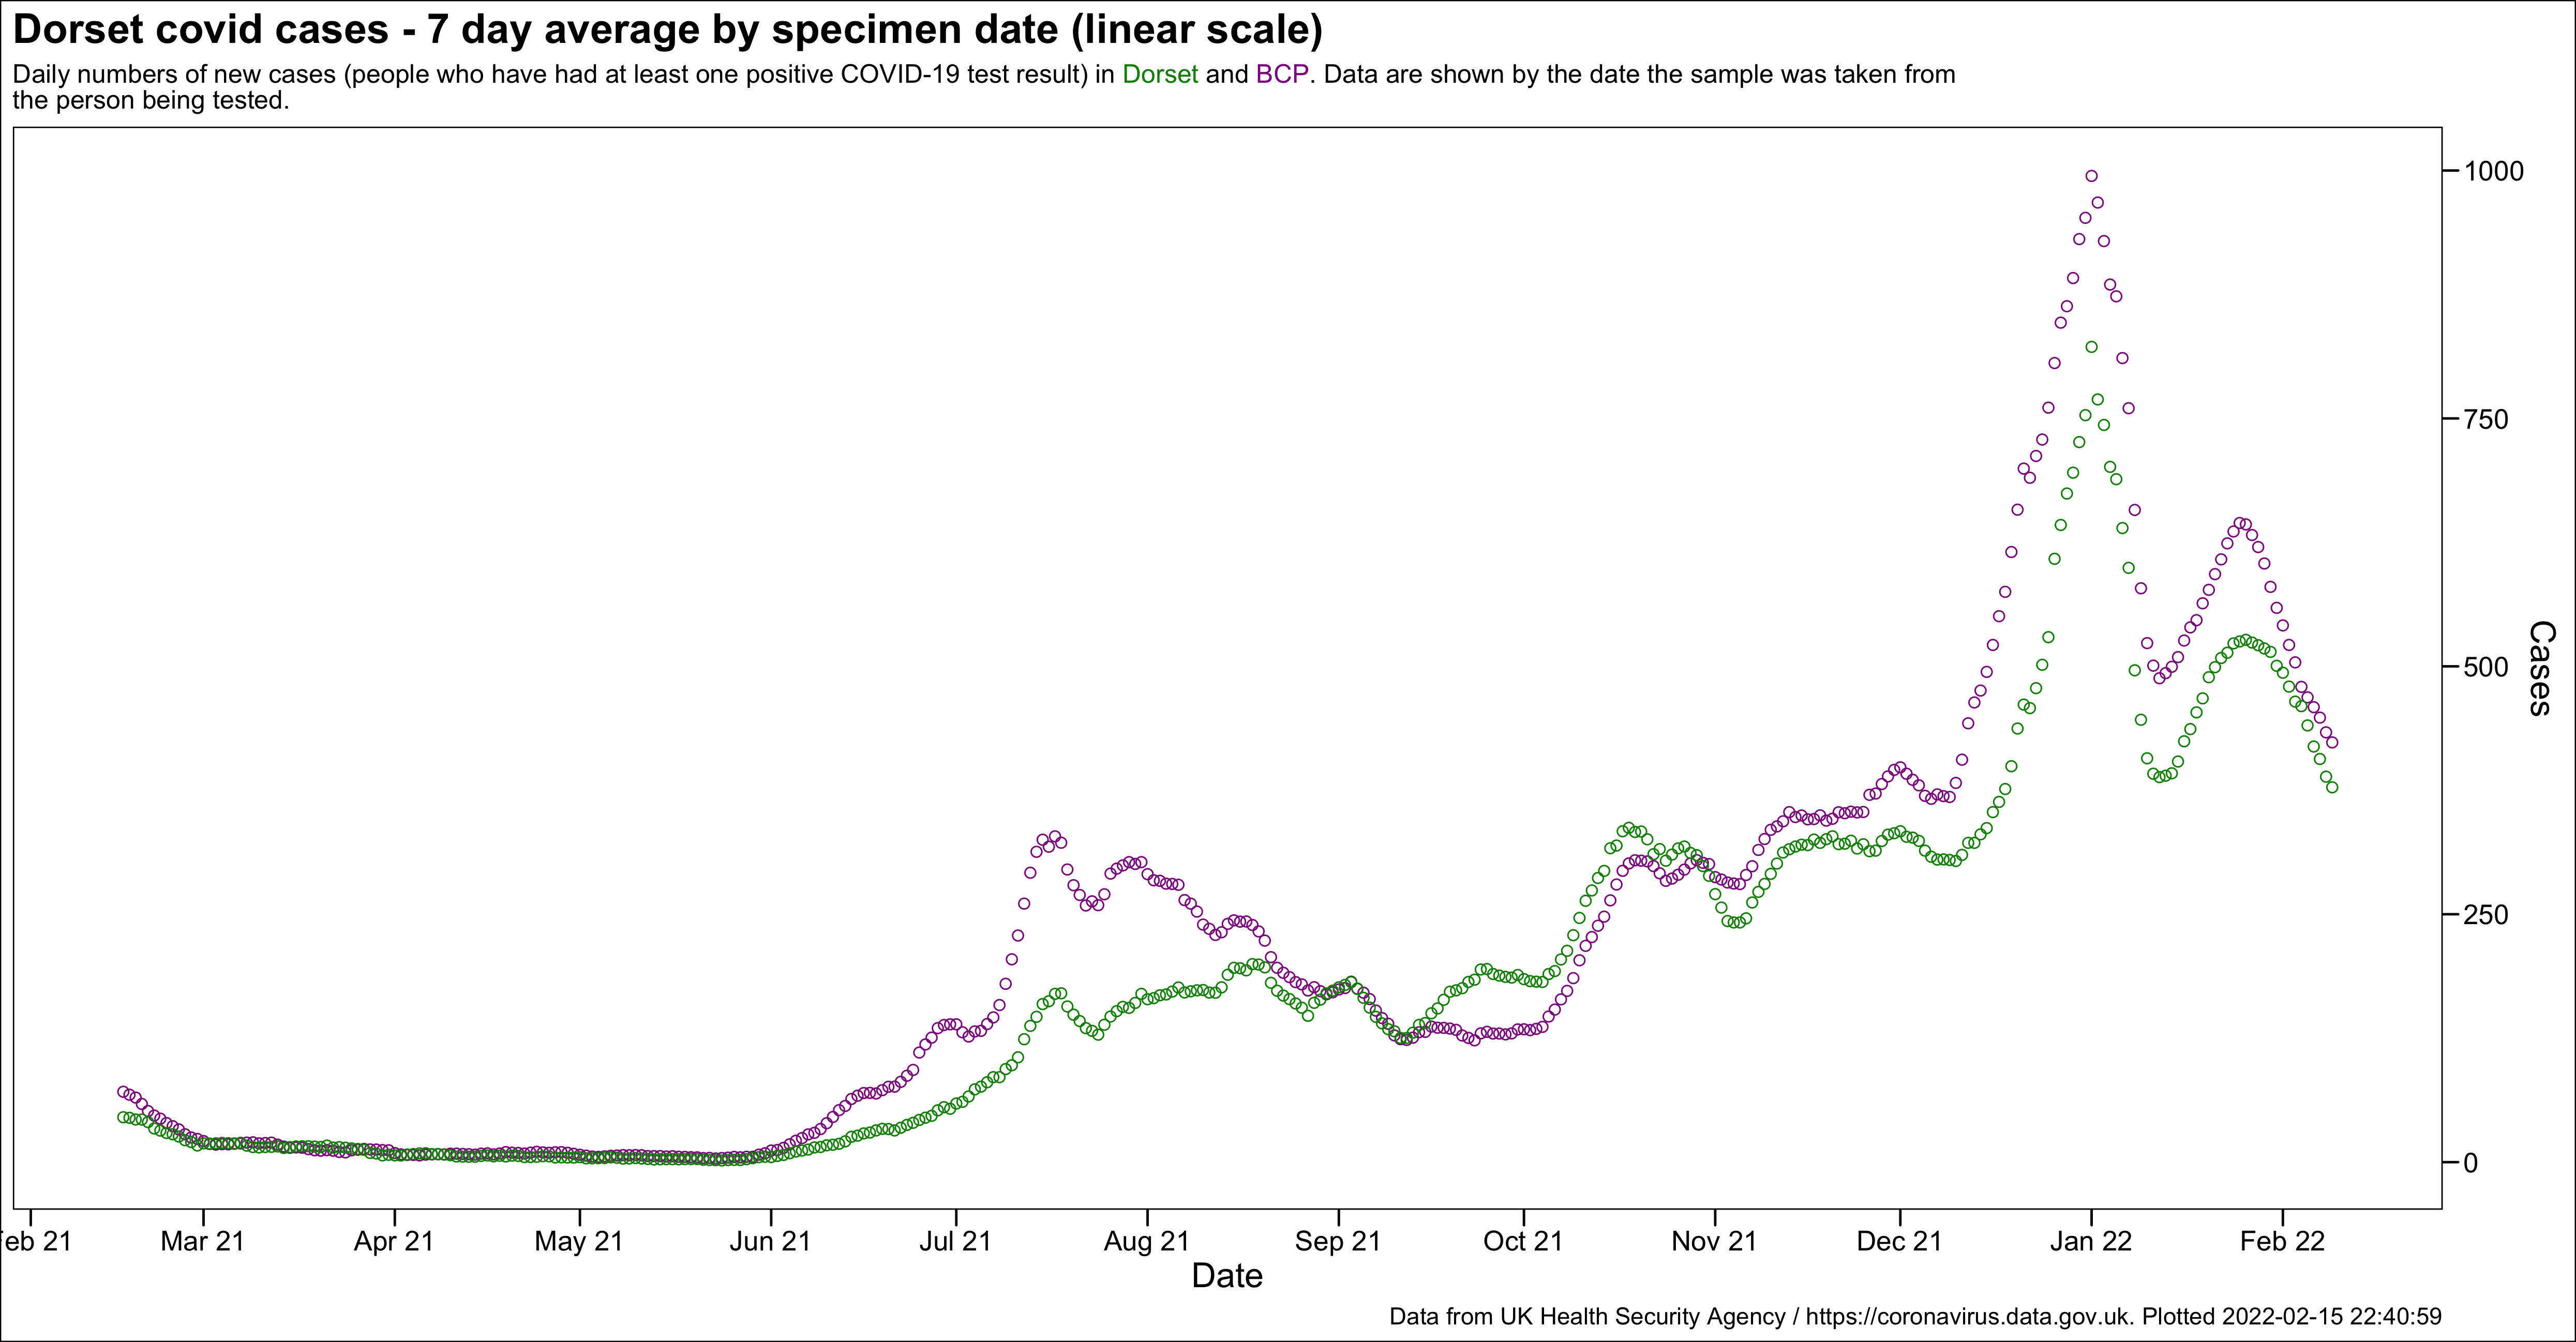 Dorset covid cases - 7 day average by specimen date (linear scale)
Daily numbers of new cases (people who have had at least one positive COVID-19 test result) in Dorset and BCP. Data are shown by the date the sample was taken from
the person being tested.
1000
750
500
250
0
Cases
eb 21 Mar 21 Apr 21 May 21 Jun 21 Jul 21 Aug 21 Sep 21 Oct 21 Nov 21 Dec 21 Jan 22 Feb 22
Date
Data from UK Health Security Agency / https://coronavirus.data.gov.uk. Plotted 2022-02-15 22:40:59